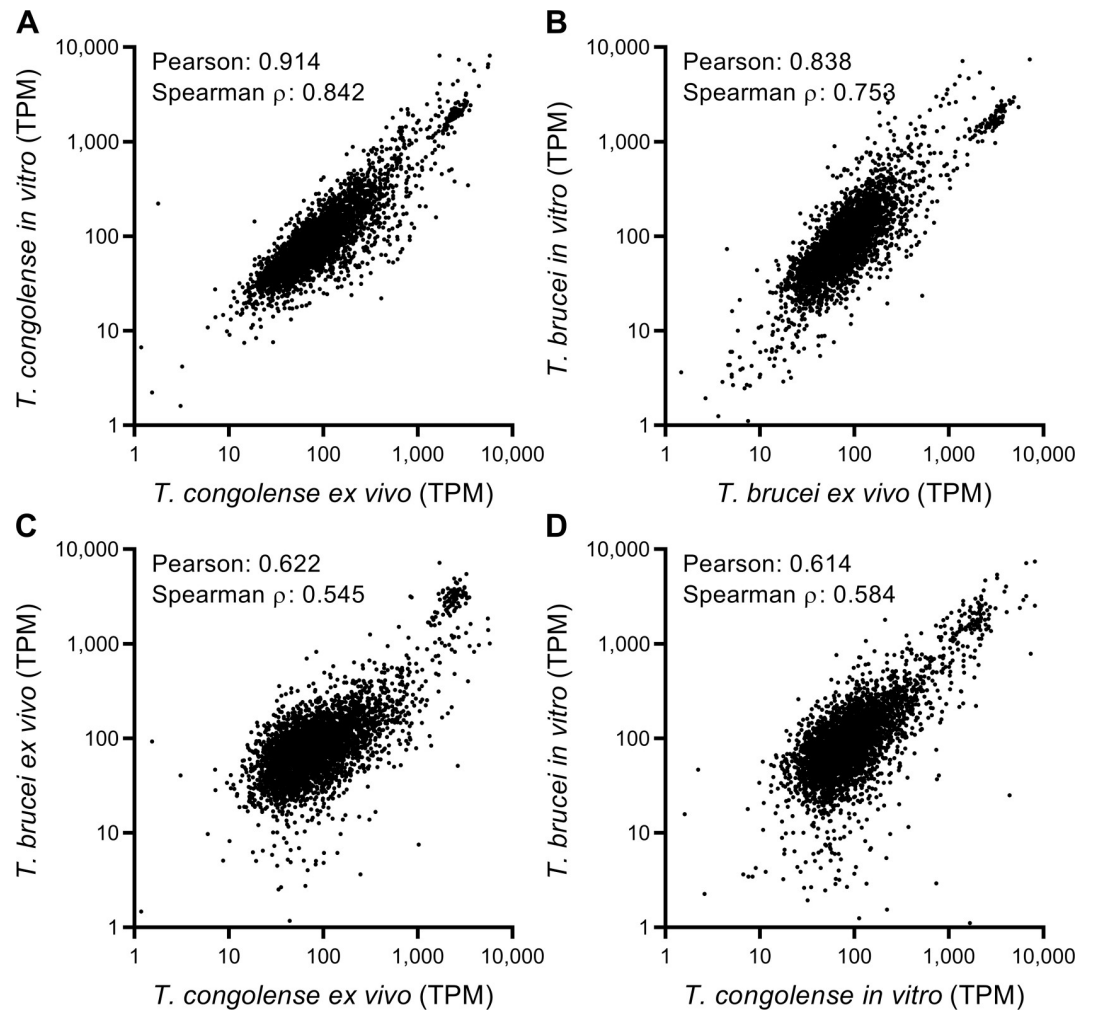 A
Pearson: 0.914
Spearman ρ: 0.842
T. congolense in vitro (TPM)
10,000
1,000
100
10
1
1 10 100 1,000 10,000
T. congolense ex vivo (TPM)
B
Pearson: 0.838
Spearman ρ: 0.753
T. brucei in vitro (TPM)
10,000
1,000
100
10
1
1 10 100 1,000 10,000
T. brucei ex vivo (TPM)
C
Pearson: 0.622
Spearman ρ: 0.545
T. brucei ex vivo (TPM)
10,000
1,000
100
10
1
1 10 100 1,000 10,000
T. congolense ex vivo (TPM)
D
Pearson: 0.614
Spearman ρ: 0.584
T. brucei in vitro (TPM)
10,000
1,000
100
10
1
1 10 100 1,000 10,000
T. congolense in vitro (TPM)